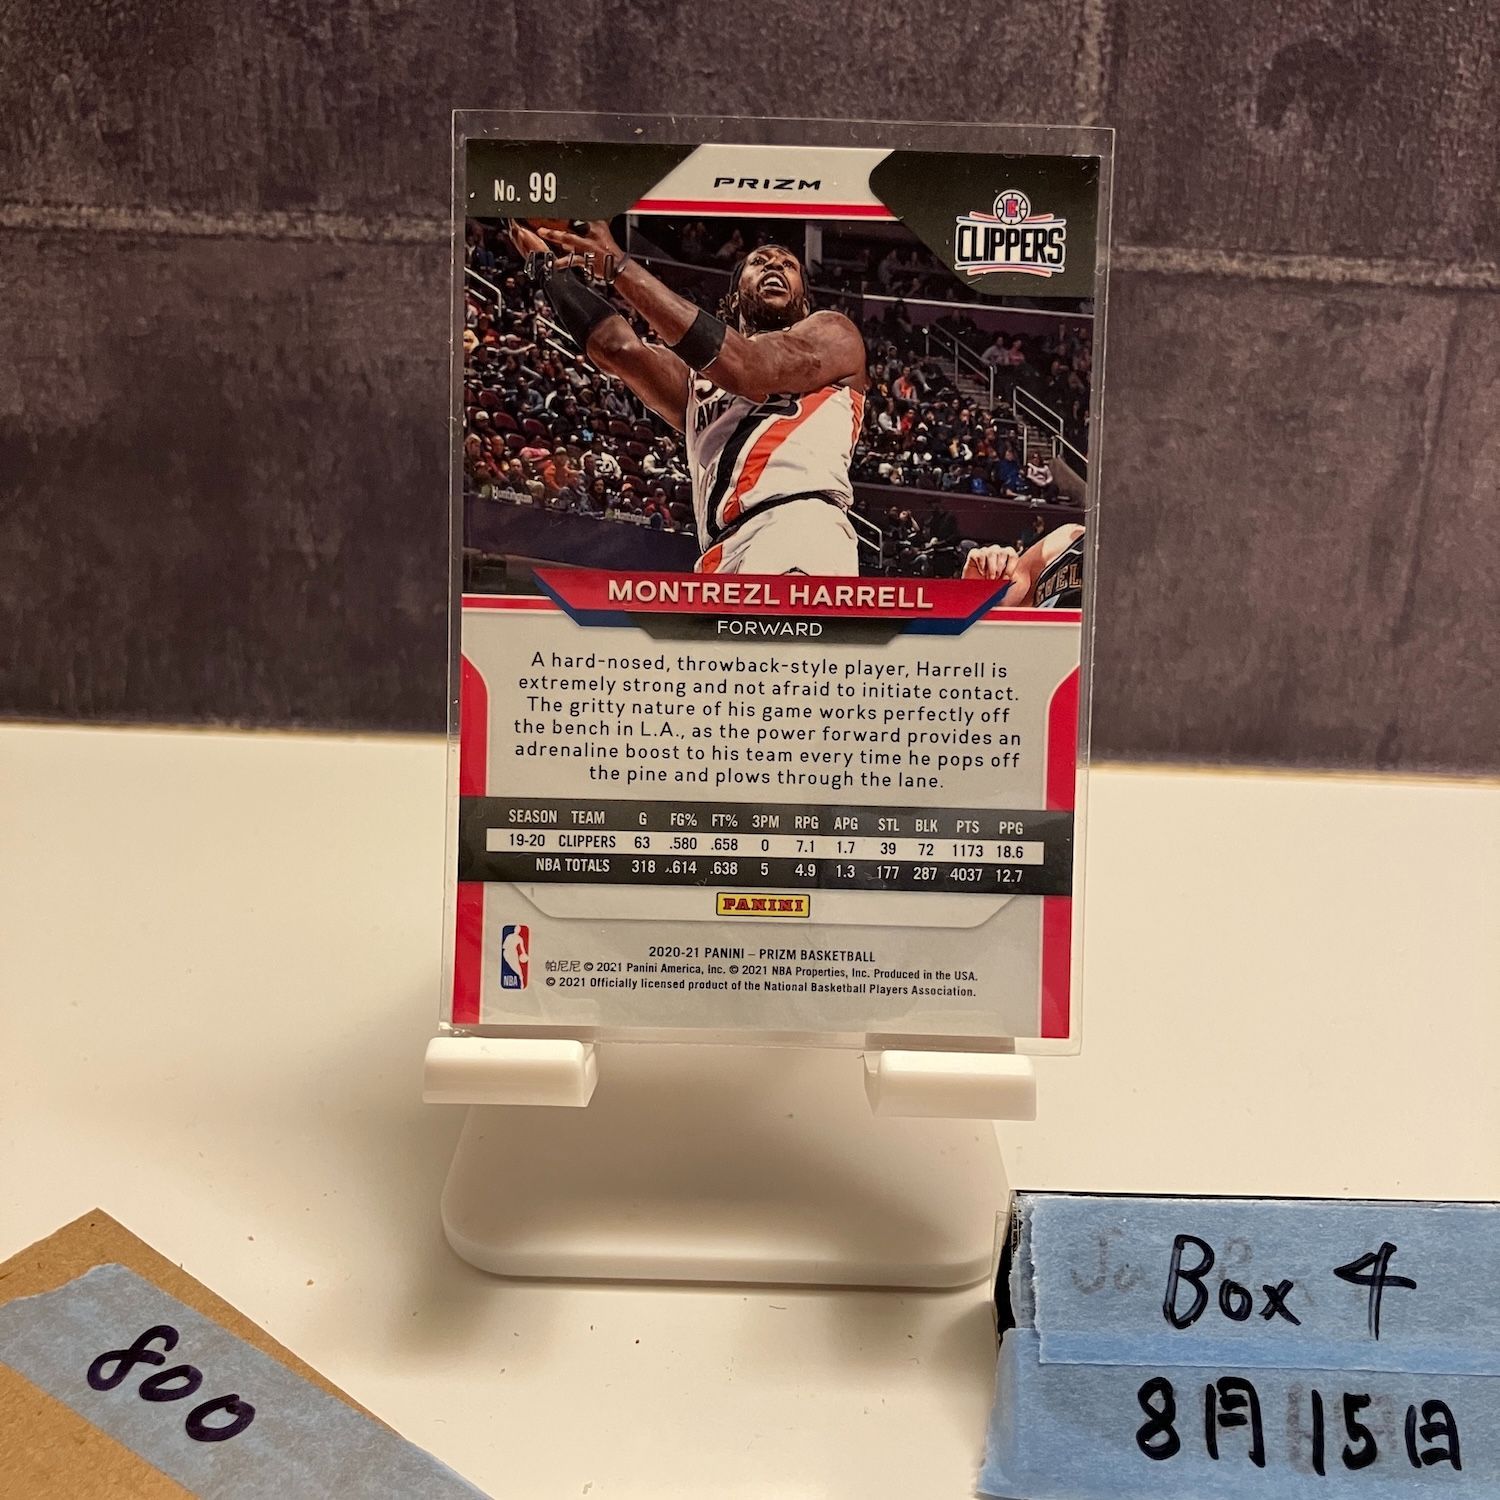 No. 99
PRIZM
CLIPPERS
Huntington
Huntington
MONTREZL HARRELL
FORWARD
A hard-nosed, throwback-style player, Harrell is
extremely strong and not afraid to initiate contact.
The gritty nature of his game works perfectly off
the bench in L.A., as the power forward provides an
adrenaline boost to his team every time he pops off
the pine and plows through the lane.
SEASON TEAM G FG% FT% 3PM RPG APG STL BLK PTS PPG
19-20 CLIPPERS 63 .580 .658 0 7.1 1.7 39 72 1173 18.6
NBA TOTALS 318 .614 .638 5 4.9 1.3 177 287 4037 12.7
PANINI
NBA
2020-21 PANINI – PRIZM BASKETBALL
帕尼尼 © 2021 Panini America, Inc. © 2021 NBA Properties, Inc. Produced in the USA.
© 2021 Officially licensed product of the National Basketball Players Association.
800
Box 4
8月15日